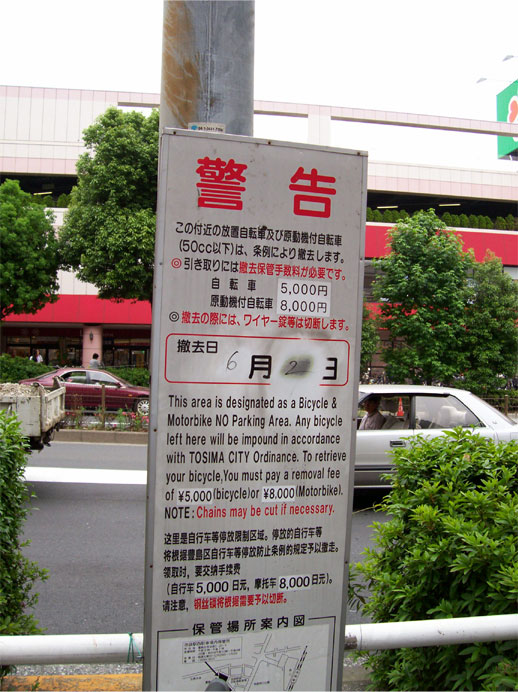 警告
この付近の放置自転車及び原動機付自転車
(50cc以下)は、条例により撤去します。
◎引き取りには撤去保管手数料が必要です。
自転車 5,000円
原動機付自転車 8,000円
◎撤去の際には、ワイヤー錠等は切断します。
撤去日
6月2日
This area is designated as a Bicycle &
Motorbike NO Parking Area. Any bicycle
left here will be impound in accordance
with TOSIMA CITY Ordinance. To retrieve
your bicycle,You must pay a removal fee
of ¥5,000(bicycle)or ¥8,000(Motorbike).
NOTE:Chains may be cut if necessary.
这里是自行车等停放限制区域。停放的自行车等
将根据豊島区自行车等停放防止条例的规定予以撤走。
领取时，要交纳手续费
(自行车5,000日元，摩托车8,000日元)。
请注意，钢丝锁将根据需要予以切断。
保管場所案内図